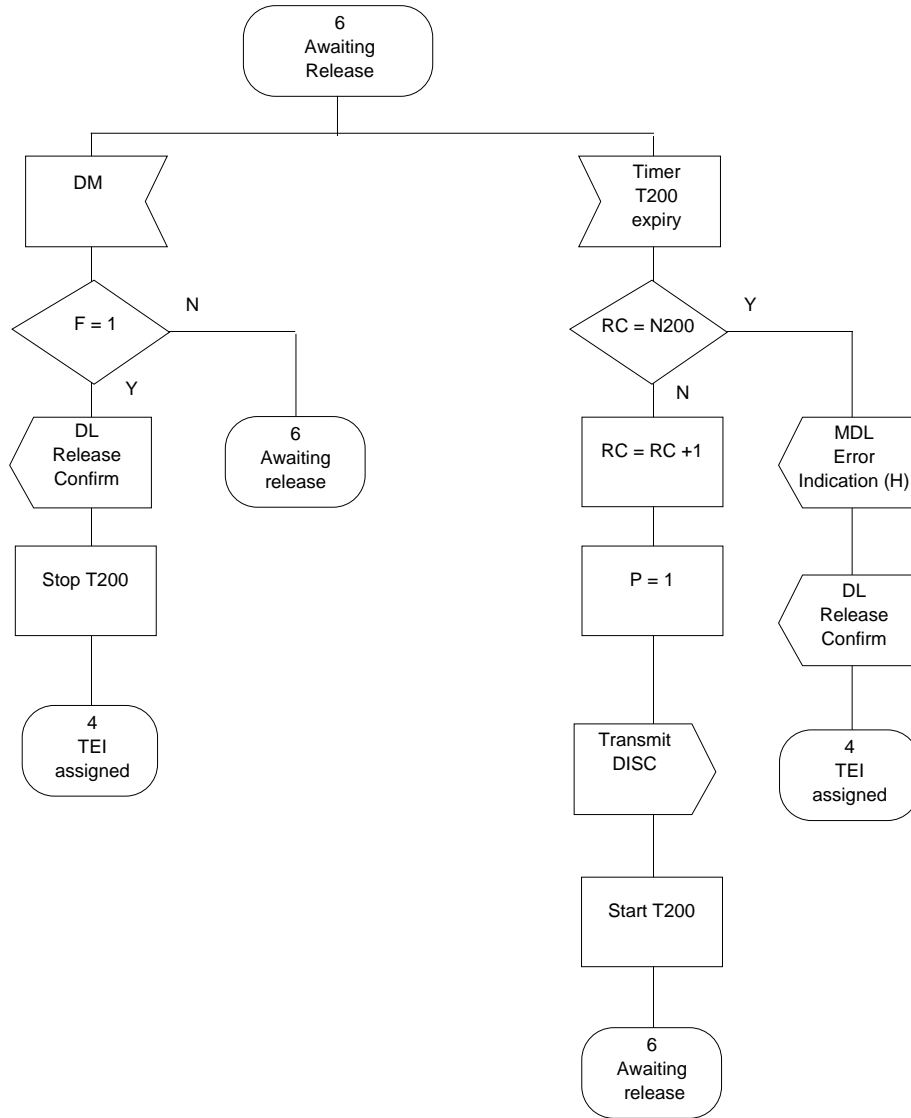 6
Awaiting
Release
DM
F = 1
N
Y
DL
Release
Confirm
Stop T200
4
TEI
assigned
6
Awaiting
release
Timer
T200
expiry
RC = N200
Y
N
RC = RC +1
P = 1
Transmit
DISC
Start T200
6
Awaiting
release
MDL
Error
Indication (H)
DL
Release
Confirm
4
TEI
assigned